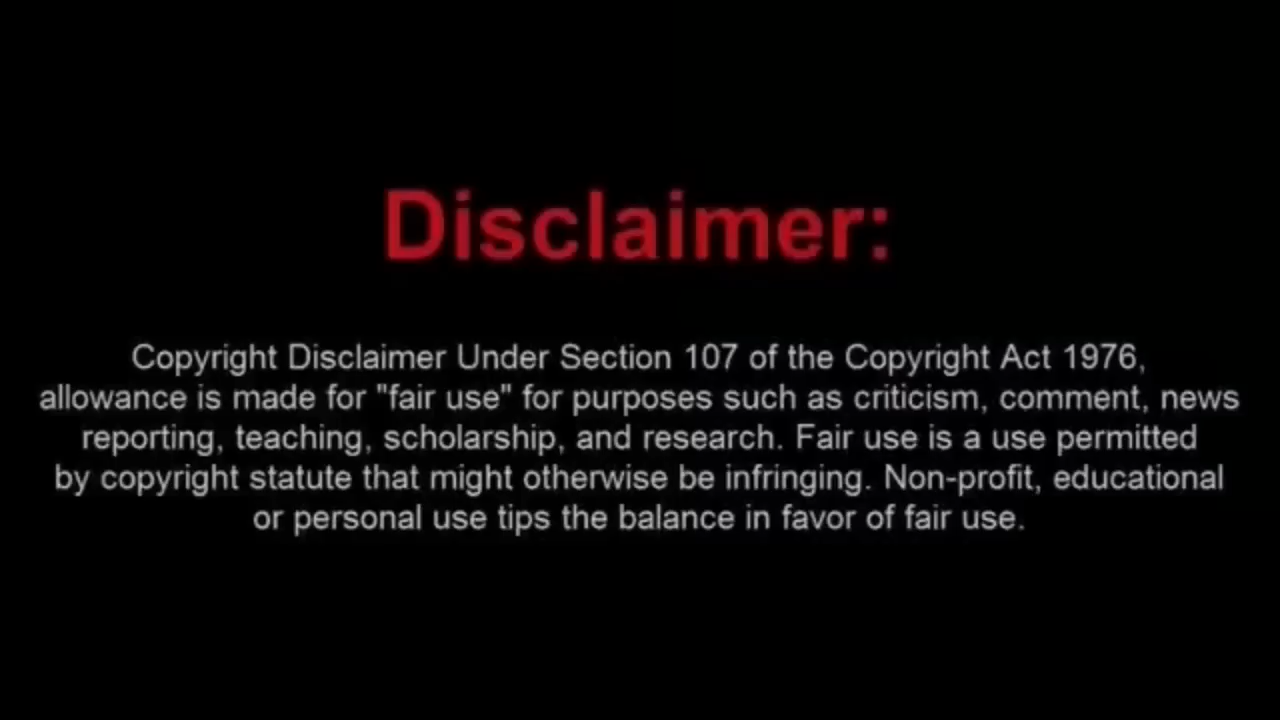 Disclaimer:
Copyright Disclaimer Under Section 107 of the Copyright Act 1976,
allowance is made for "fair use" for purposes such as criticism, comment, news
reporting, teaching, scholarship, and research. Fair use is a use permitted
by copyright statute that might otherwise be infringing. Non-profit, educational
or personal use tips the balance in favor of fair use.